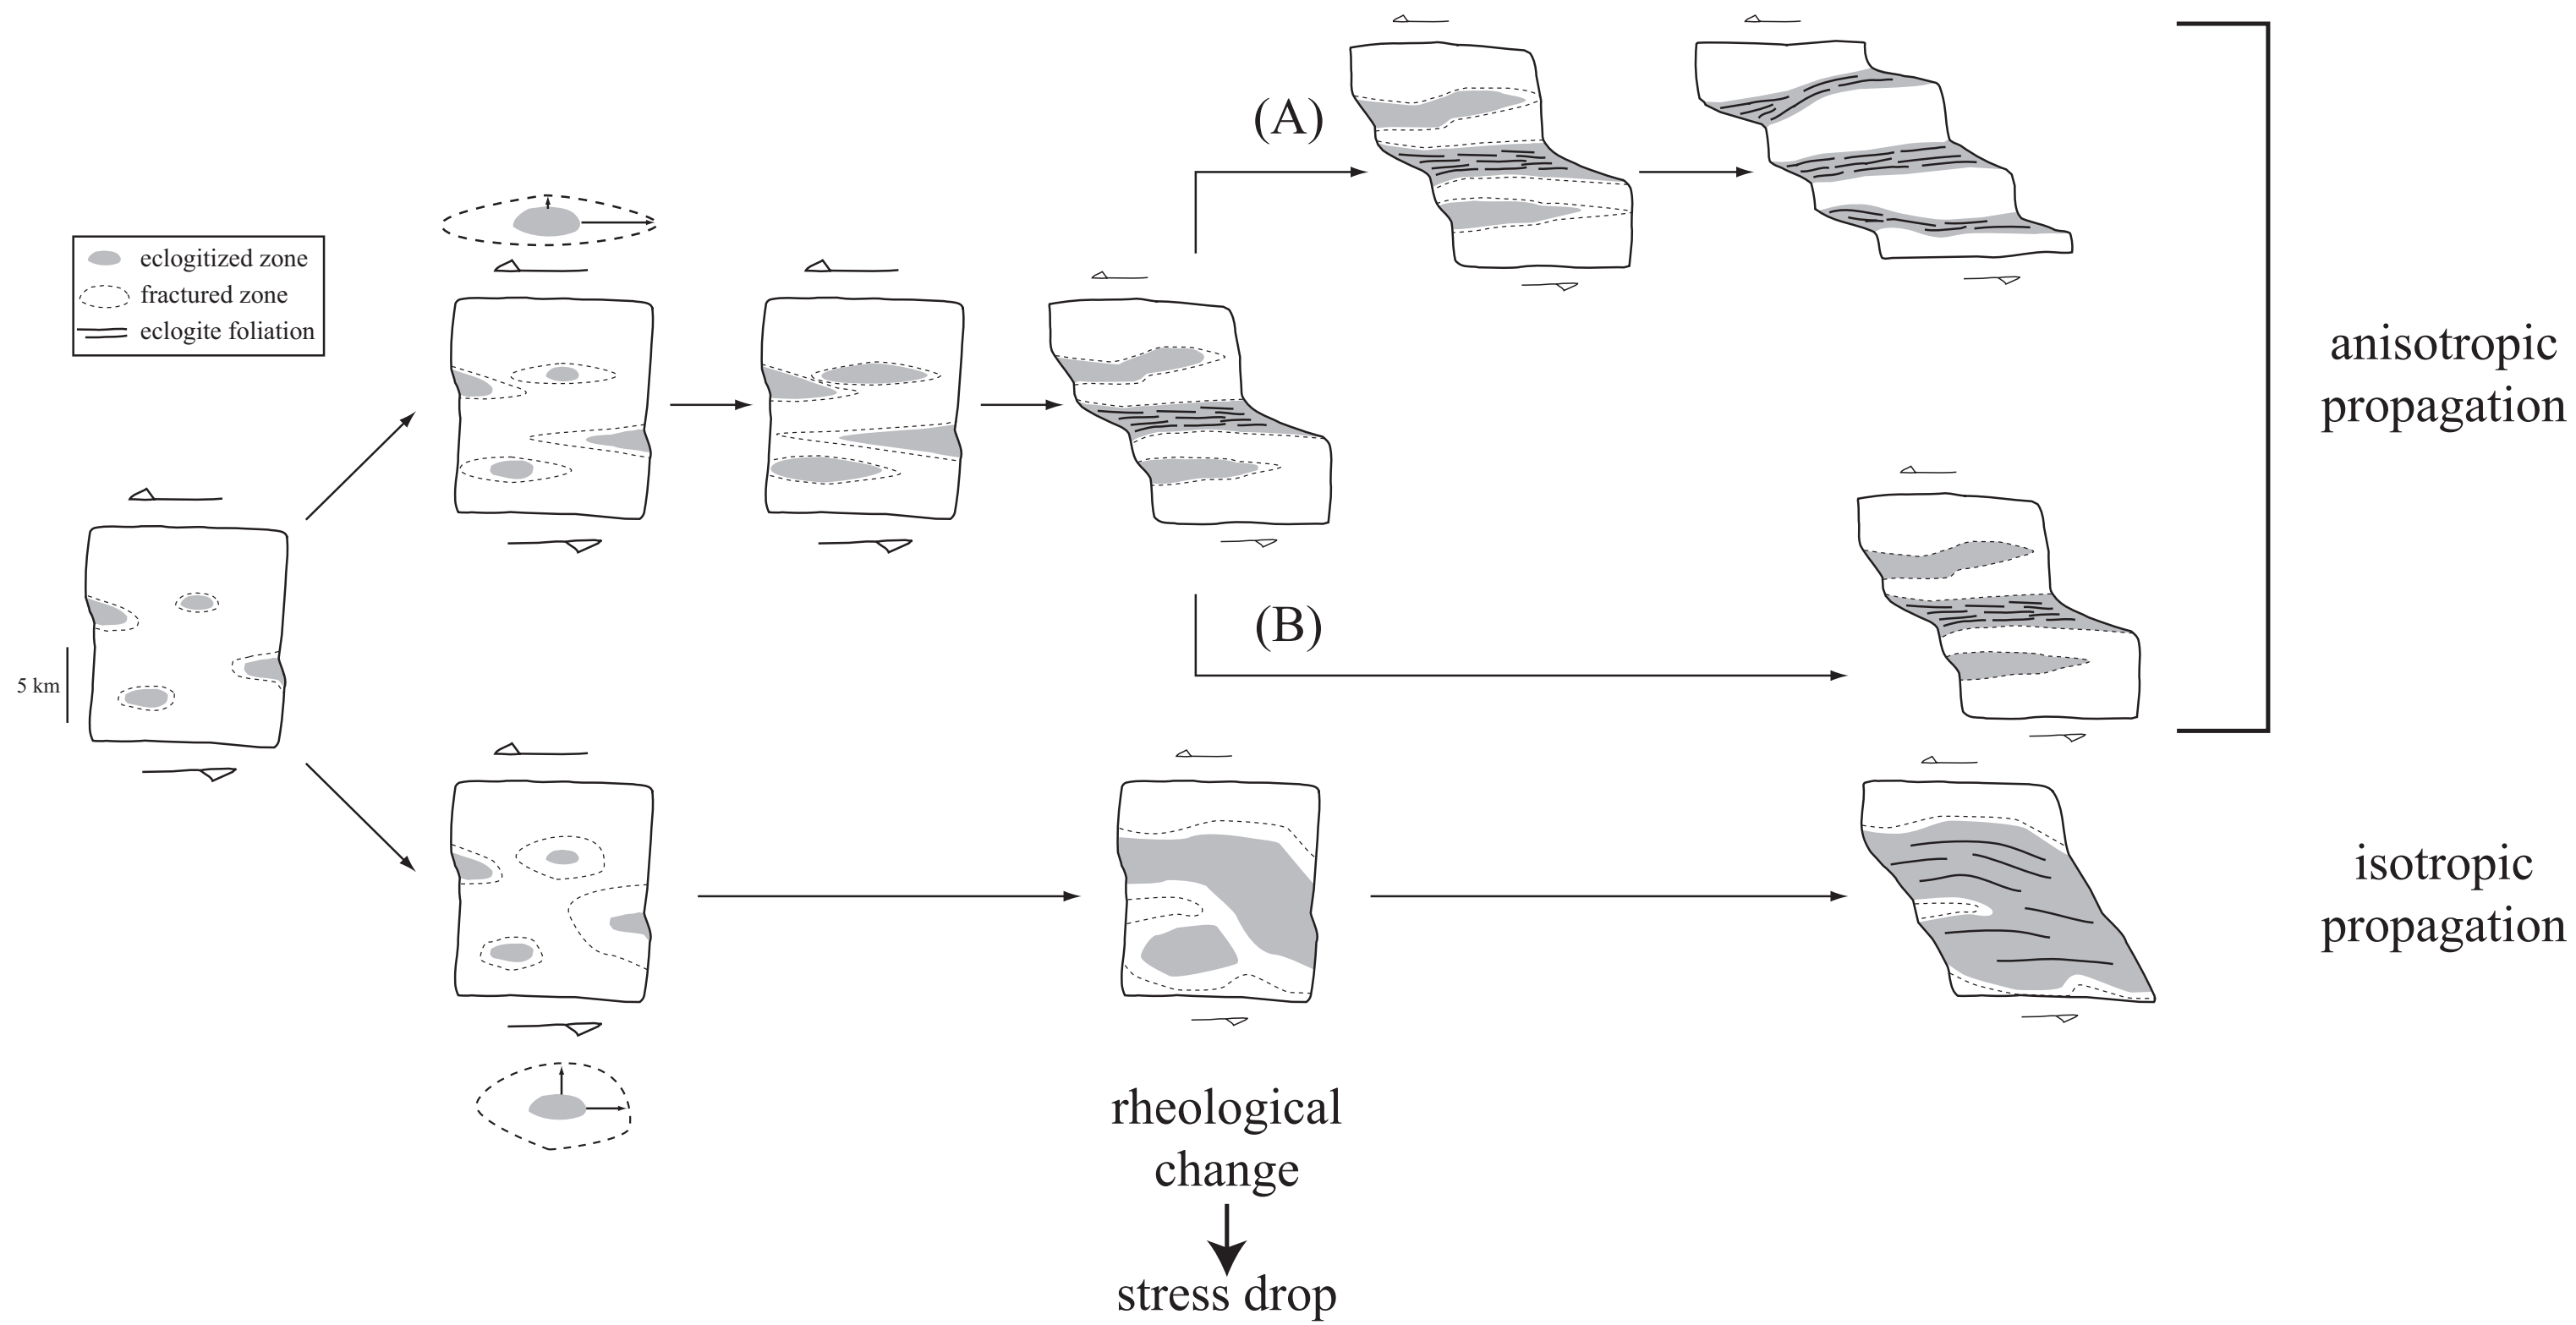 (A)
eclogitized zone
fractured zone
eclogite foliation
anisotropic
propagation
(B)
5 km
isotropic
propagation
rheological
change
stress drop